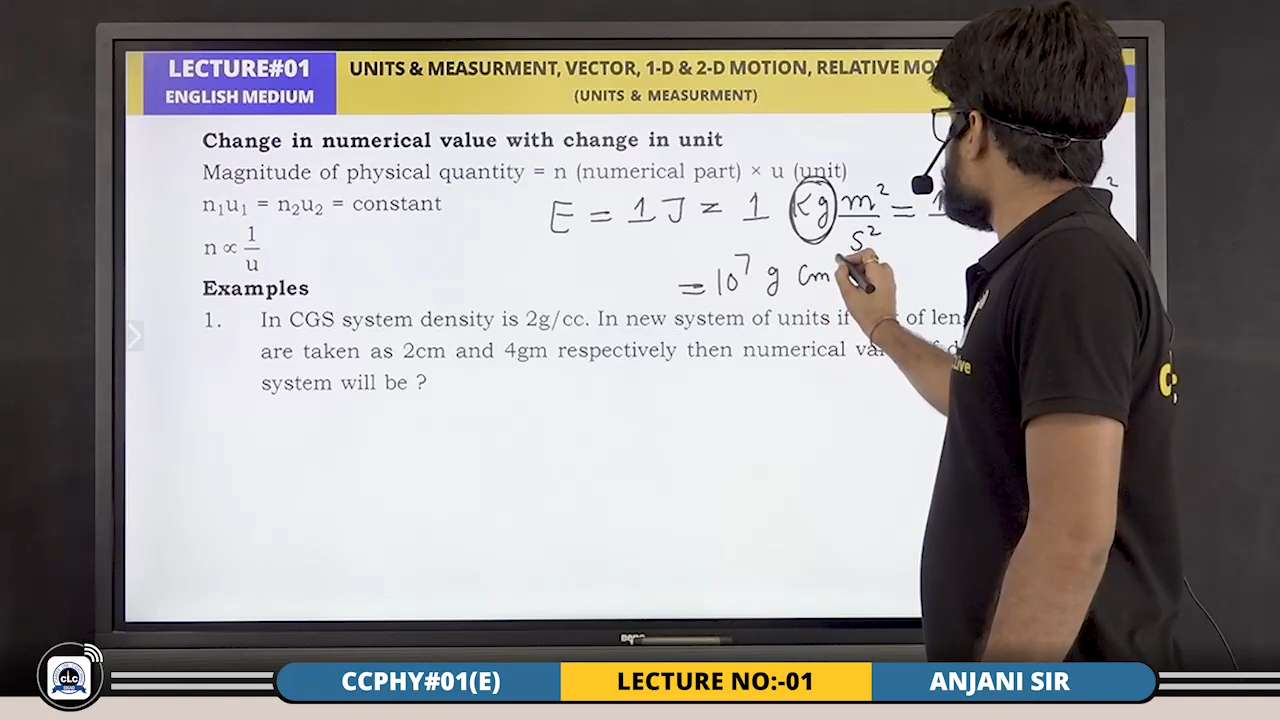 LECTURE#01
ENGLISH MEDIUM
UNITS & MEASURMENT, VECTOR, 1-D & 2-D MOTION, RELATIVE MO
(UNITS & MEASURMENT)
Change in numerical value with change in unit
Magnitude of physical quantity = n (numerical part) × u (unit)
n₁u₁ = n₂u₂ = constant
E = 1 J = 1 Kg m²/s² = 1
n ∝ 1/u
= 10⁷ g cm
Examples
1. In CGS system density is 2g/cc. In new system of units if of len
are taken as 2cm and 4gm respectively then numerical va
system will be ?
CLC
CCPHY#01(E)
LECTURE NO:-01
ANJANI SIR